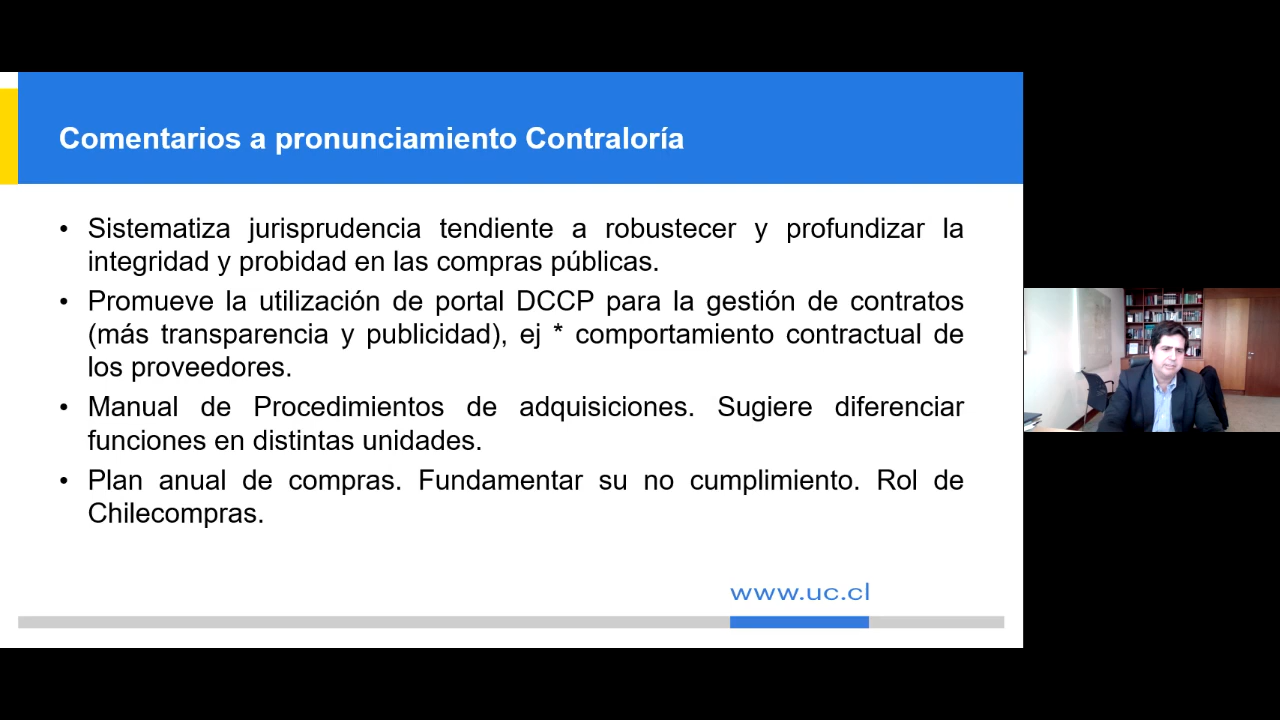 Comentarios a pronunciamiento Contraloría
• Sistematiza jurisprudencia tendiente a robustecer y profundizar la
integridad y probidad en las compras públicas.
• Promueve la utilización de portal DCCP para la gestión de contratos
(más transparencia y publicidad), ej * comportamiento contractual de
los proveedores.
• Manual de Procedimientos de adquisiciones. Sugiere diferenciar
funciones en distintas unidades.
• Plan anual de compras. Fundamentar su no cumplimiento. Rol de
Chilecompras.
www.uc.cl